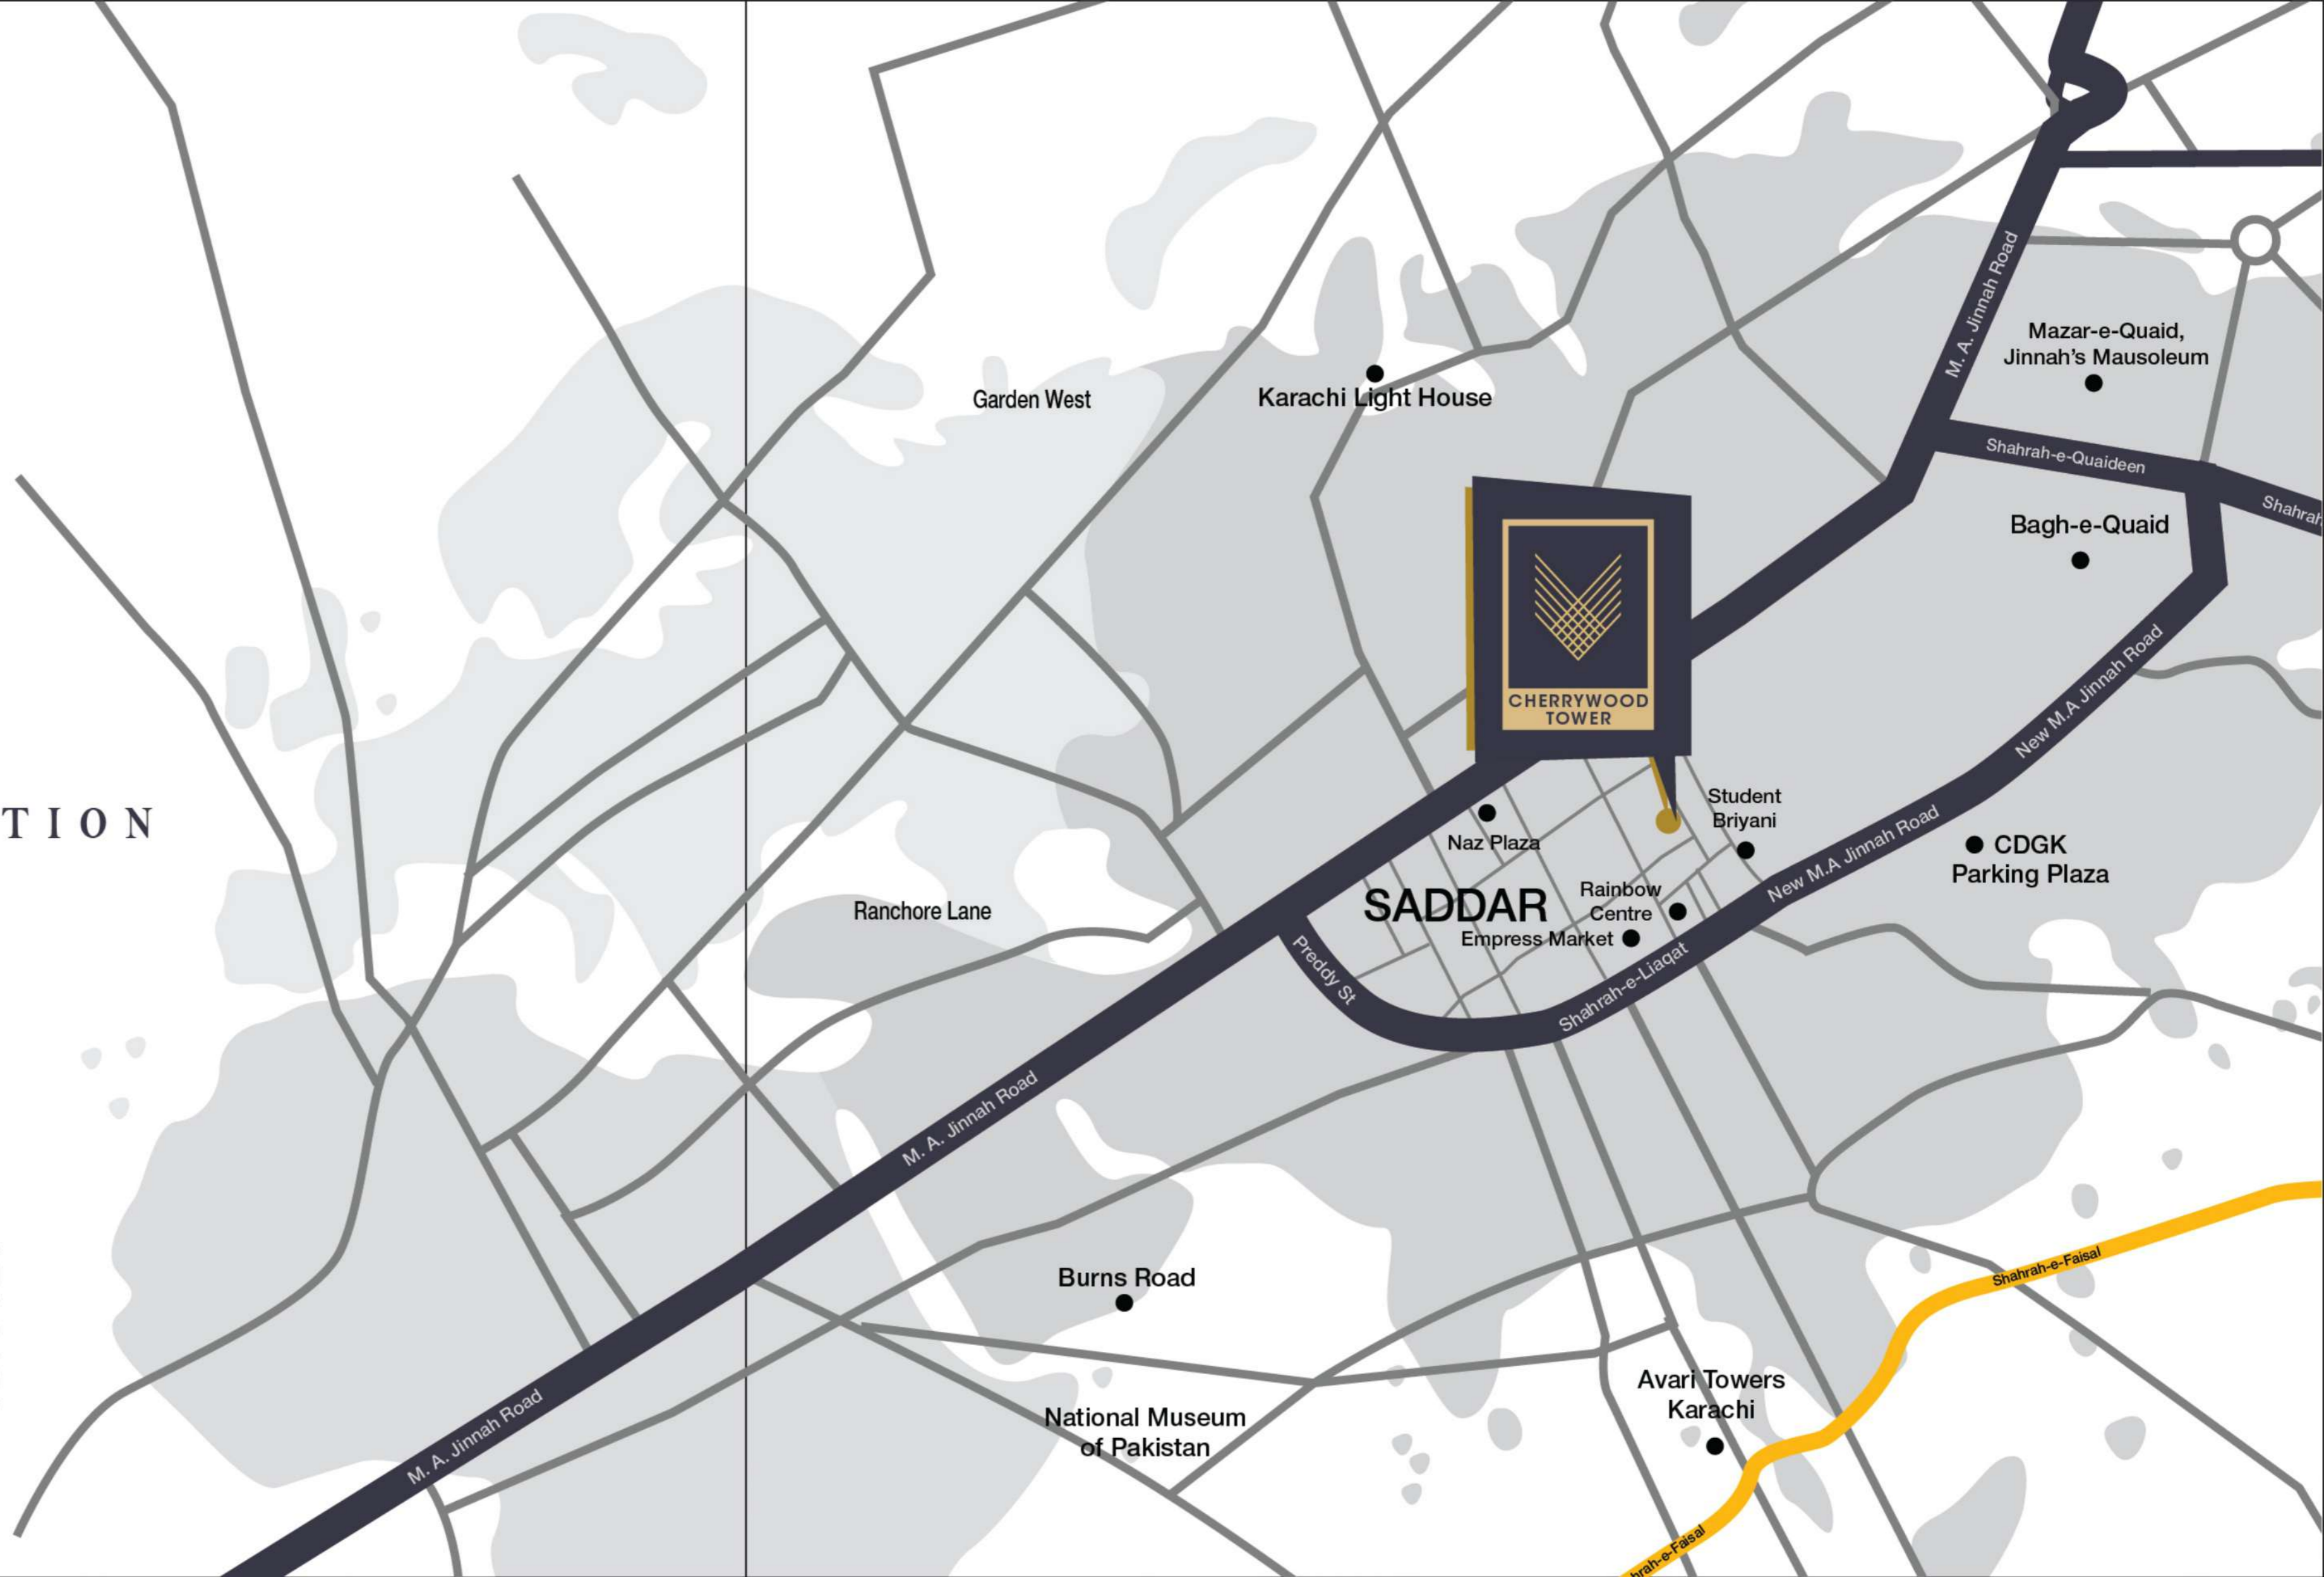 M. A. Jinnah Road
Mazar-e-Quaid,
Jinnah's Mausoleum
Garden West
Karachi Light House
Shahrah-e-Quaideen
Shahrah
Bagh-e-Quaid
CHERRYWOOD
TOWER
New M.A Jinnah Road
TION
Student
Briyani
Naz Plaza
New M.A Jinnah Road
CDGK
Parking Plaza
Ranchore Lane
SADDAR
Rainbow
Centre
Empress Market
Preddy St
Shahrah-e-Liaqat
M. A. Jinnah Road
Burns Road
Shahrah-e-Faisal
Avari Towers
Karachi
National Museum
of Pakistan
M. A. Jinnah Road
rah-e-Faisal